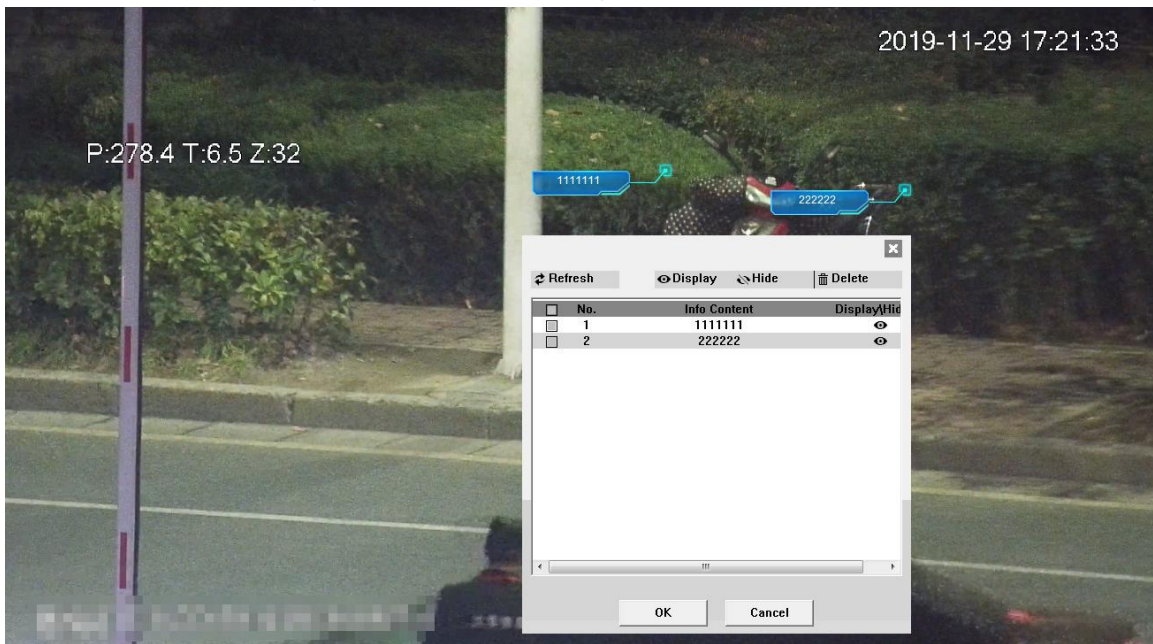 2019-11-29 17:21:33
P:278.4 T:6.5 Z:32
1111111
222222
Refresh Display Hide Delete
No. Info Content Display\Hid
1 1111111
2 222222
OK Cancel